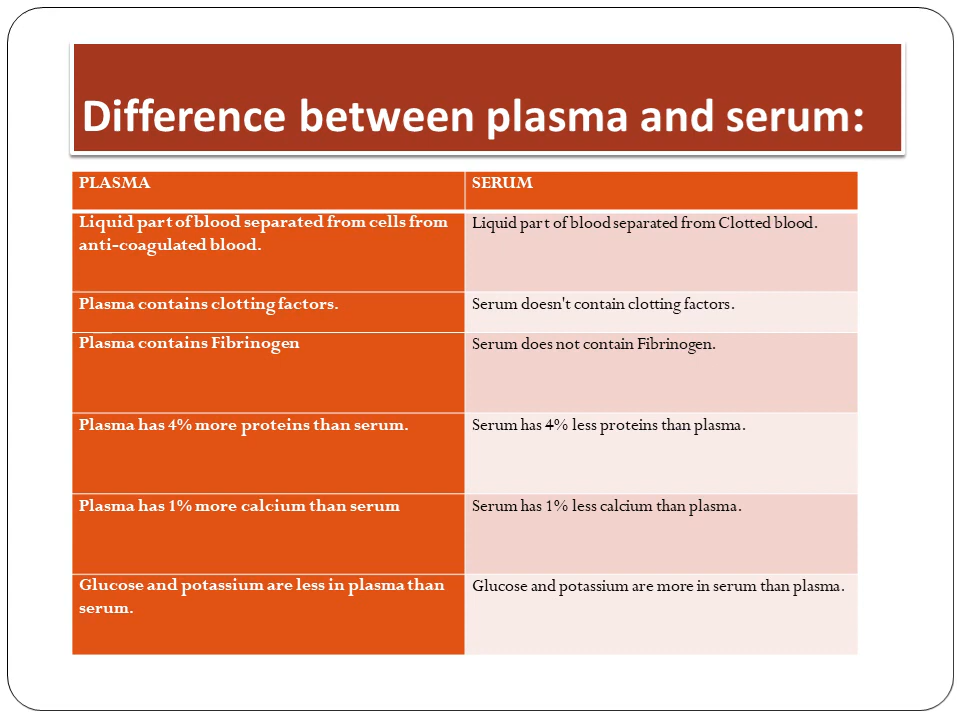 Difference between plasma and serum:
PLASMA
SERUM
Liquid part of blood separated from cells from
anti-coagulated blood.
Liquid part of blood separated from Clotted blood.
Plasma contains clotting factors.
Serum doesn't contain clotting factors.
Plasma contains Fibrinogen
Serum does not contain Fibrinogen.
Plasma has 4% more proteins than serum.
Serum has 4% less proteins than plasma.
Plasma has 1% more calcium than serum
Serum has 1% less calcium than plasma.
Glucose and potassium are less in plasma than
serum.
Glucose and potassium are more in serum than plasma.